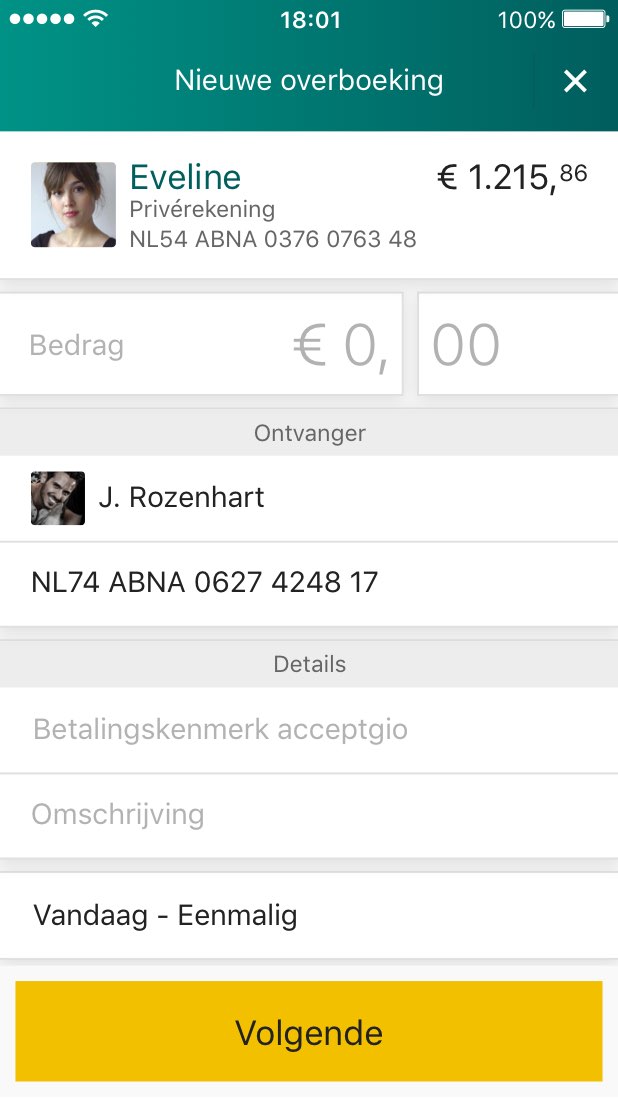 18:01 100%
Nieuwe overboeking
Eveline € 1.215,86
Privérekening
NL54 ABNA 0376 0763 48
Bedrag € 0, 00
Ontvanger
J. Rozenhart
NL74 ABNA 0627 4248 17
Details
Betalingskenmerk acceptgio
Omschrijving
Vandaag - Eenmalig
Volgende